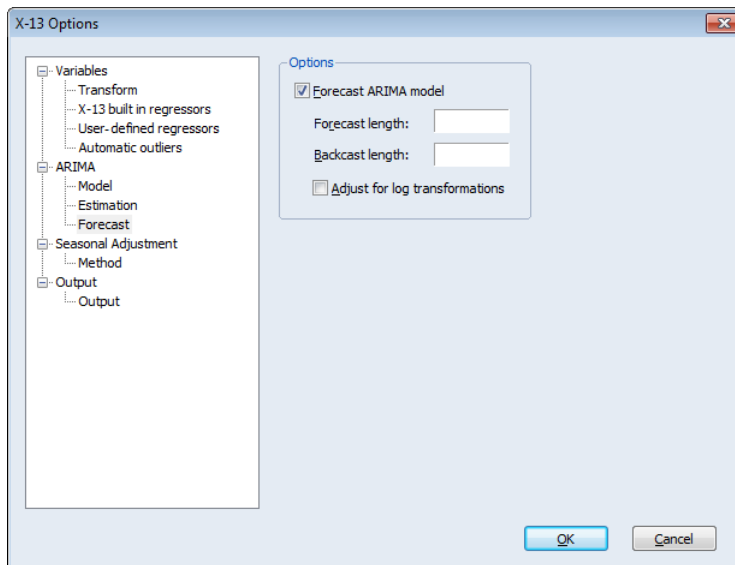 X-13 Options
Variables
Transform
X-13 built in regressors
User-defined regressors
Automatic outliers
ARIMA
Model
Estimation
Forecast
Seasonal Adjustment
Method
Output
Output
Options
Forecast ARIMA model
Forecast length:
Backcast length:
Adjust for log transformations
OK
Cancel